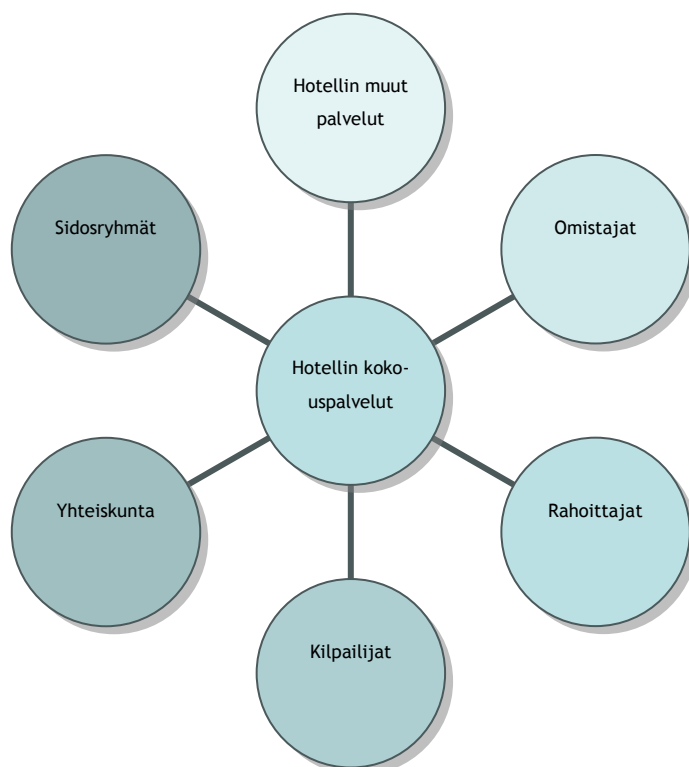 Hotellin muut
palvelut
Sidosryhmät
Omistajat
Hotellin koko-
uspalvelut
Yhteiskunta
Rahoittajat
Kilpailijat